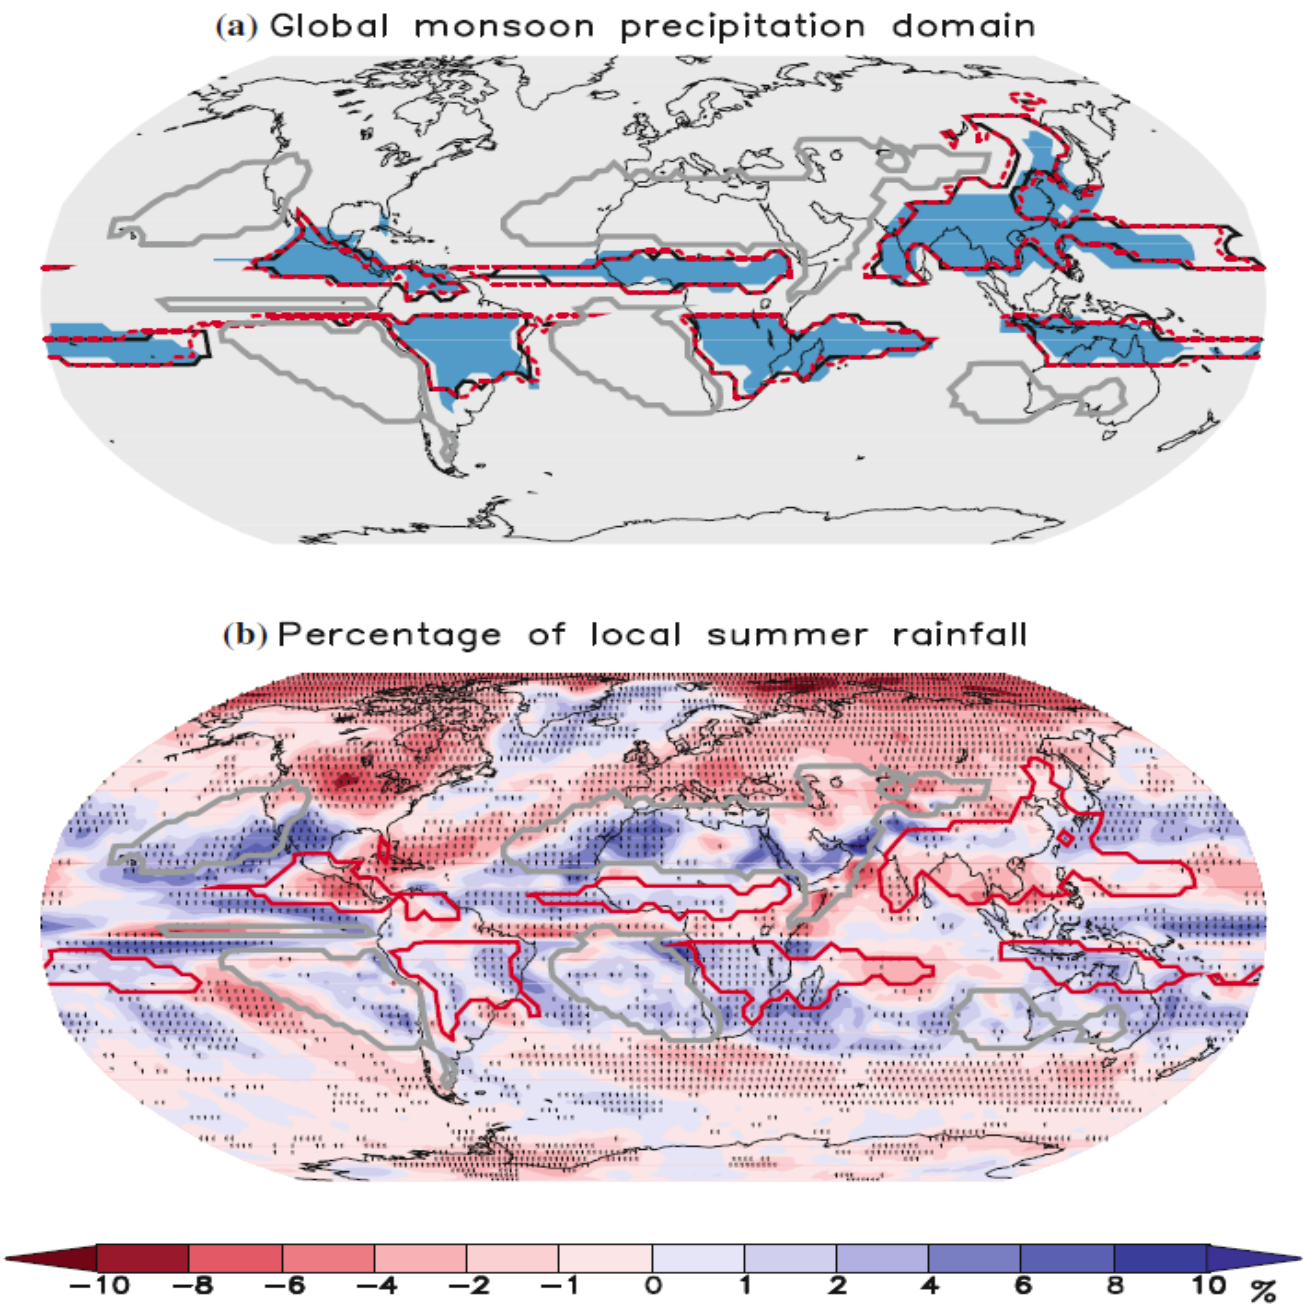 (a) Global monsoon precipitation domain
(b) Percentage of local summer rainfall
−10 −8 −6 −4 −2 −1 0 1 2 4 6 8 10 %